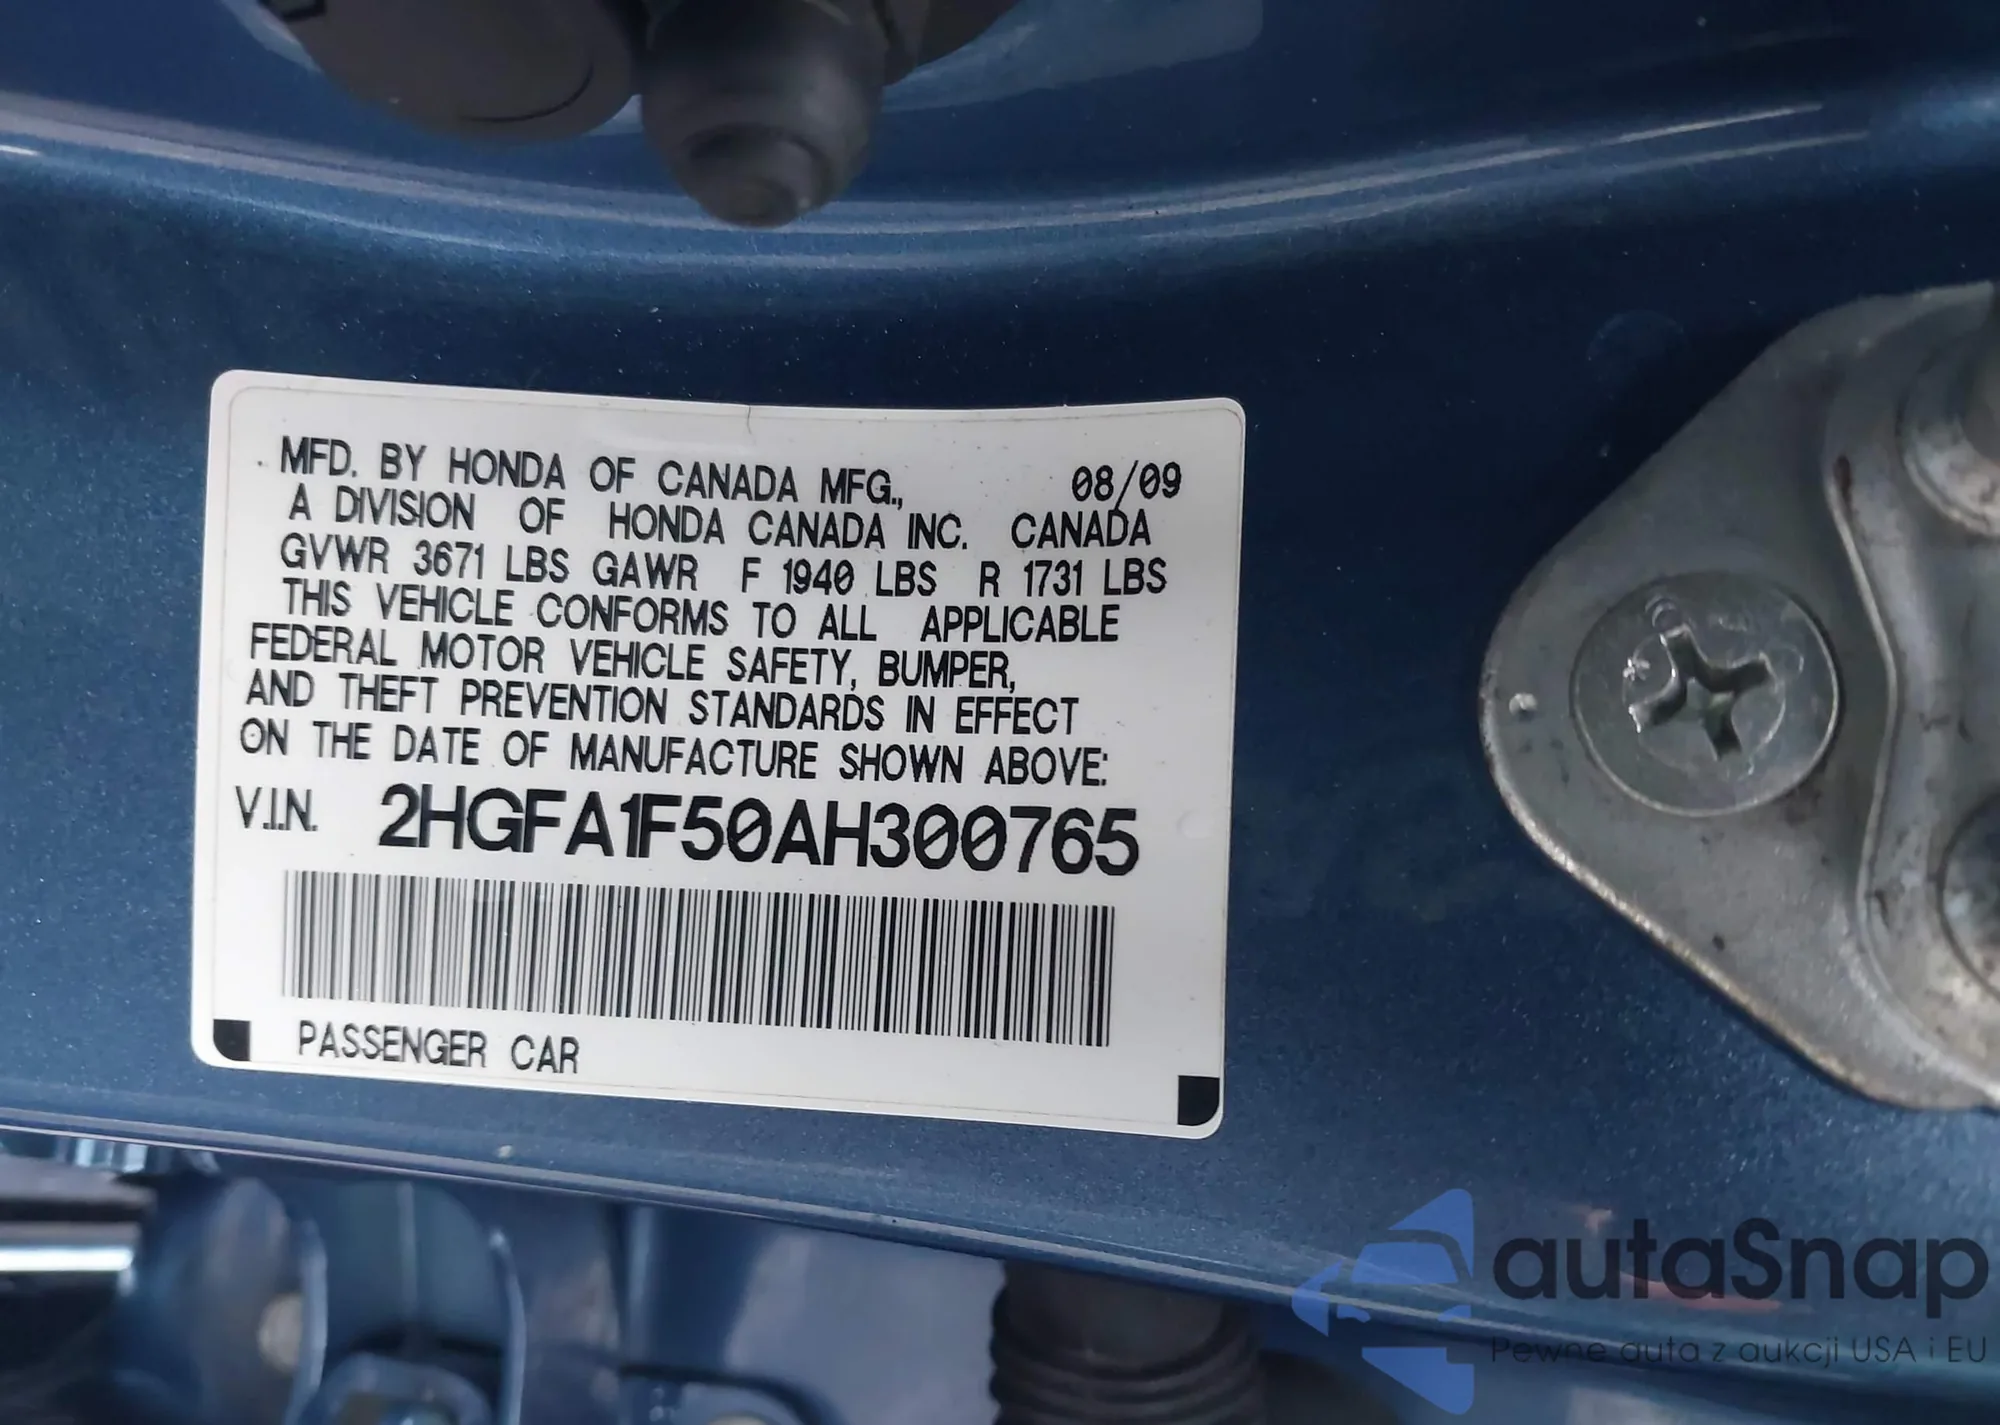 MFD. BY HONDA OF CANADA MFG., 08/09
A DIVISION OF HONDA CANADA INC. CANADA
GVWR 3671 LBS GAWR F 1940 LBS R 1731 LBS
THIS VEHICLE CONFORMS TO ALL APPLICABLE
FEDERAL MOTOR VEHICLE SAFETY, BUMPER,
AND THEFT PREVENTION STANDARDS IN EFFECT
ON THE DATE OF MANUFACTURE SHOWN ABOVE:
V.I.N. 2HGFA1F50AH300765
PASSENGER CAR
autaSnap
Pewne auta z aukcji USA i EU